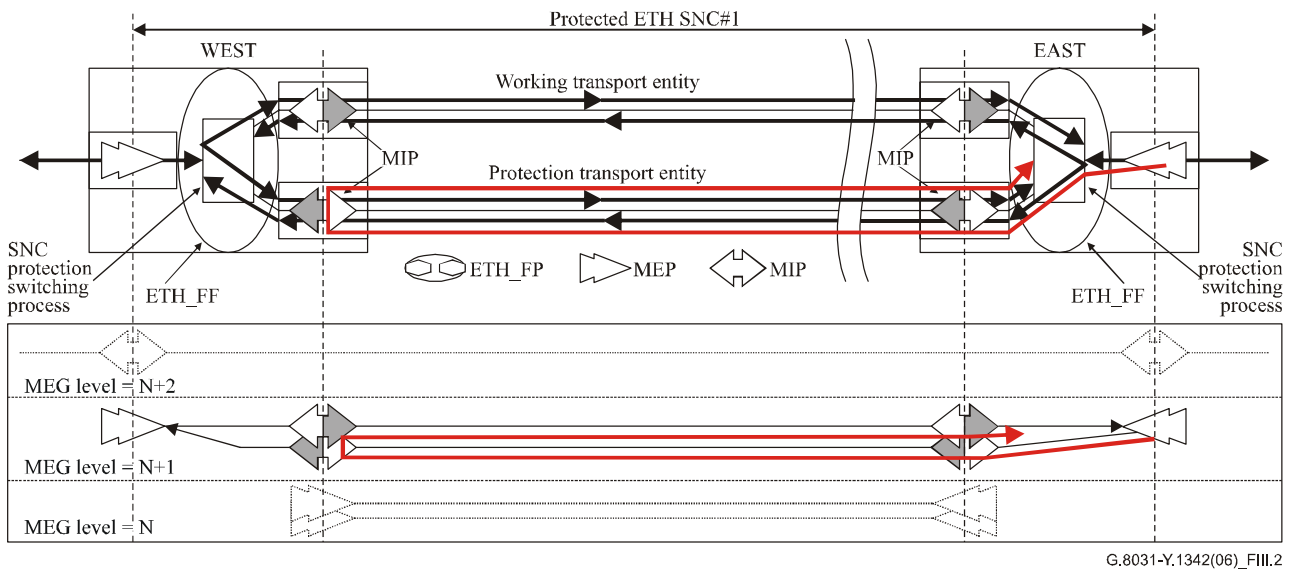 Protected ETH SNC#1
WEST
EAST
Working transport entity
MIP
MIP
Protection transport entity
SNC
protection
switching
process
ETH_FF
ETH_FP
MEP
MIP
ETH_FF
SNC
protection
switching
process
MEG level = N+2
MEG level = N+1
MEG level = N
G.8031-Y.1342(06)_FIII.2